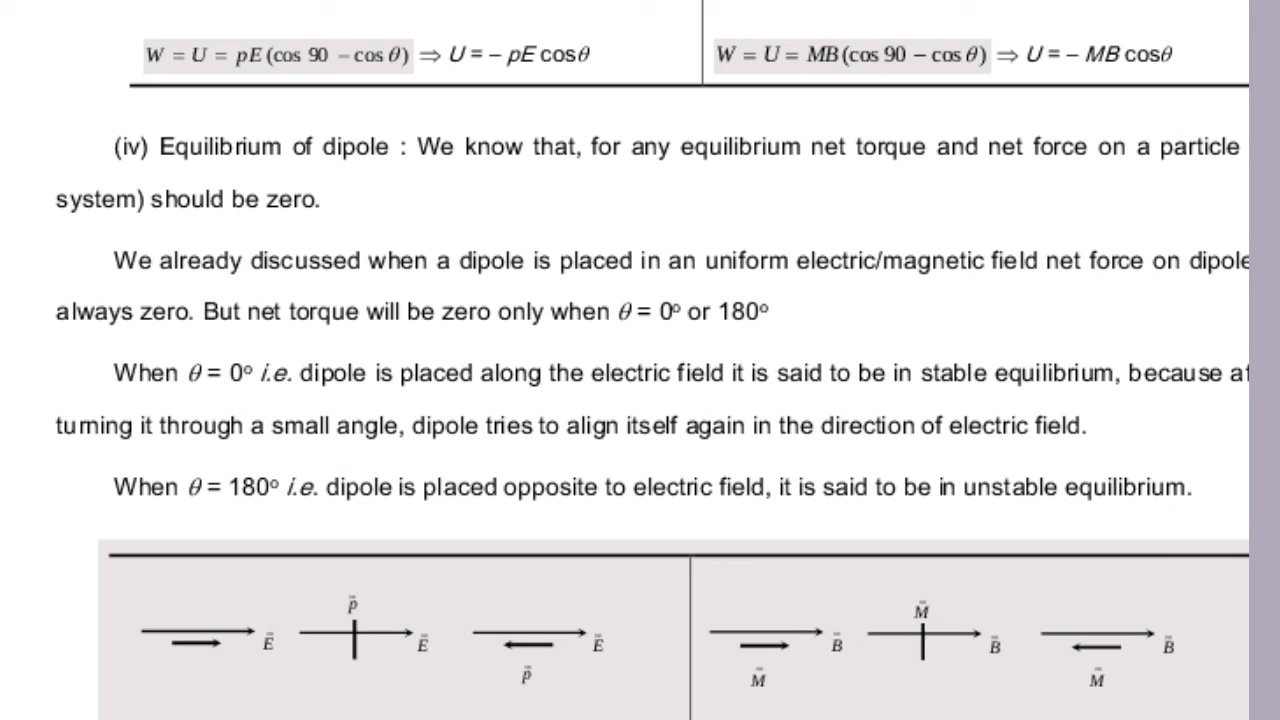 W = U = pE (cos 90 – cos θ) ⇒ U = – pE cosθ
W = U = MB (cos 90 – cos θ) ⇒ U = – MB cosθ
(iv) Equilibrium of dipole : We know that, for any equilibrium net torque and net force on a particle
system) should be zero.
We already discussed when a dipole is placed in an uniform electric/magnetic field net force on dipole
always zero. But net torque will be zero only when θ = 0° or 180°
When θ = 0° i.e. dipole is placed along the electric field it is said to be in stable equilibrium, because
turning it through a small angle, dipole tries to align itself again in the direction of electric field.
When θ = 180° i.e. dipole is placed opposite to electric field, it is said to be in unstable equilibrium.
p⃗ M⃗
E⃗ E⃗ E⃗ B⃗ B⃗ B⃗
p⃗ M⃗ M⃗